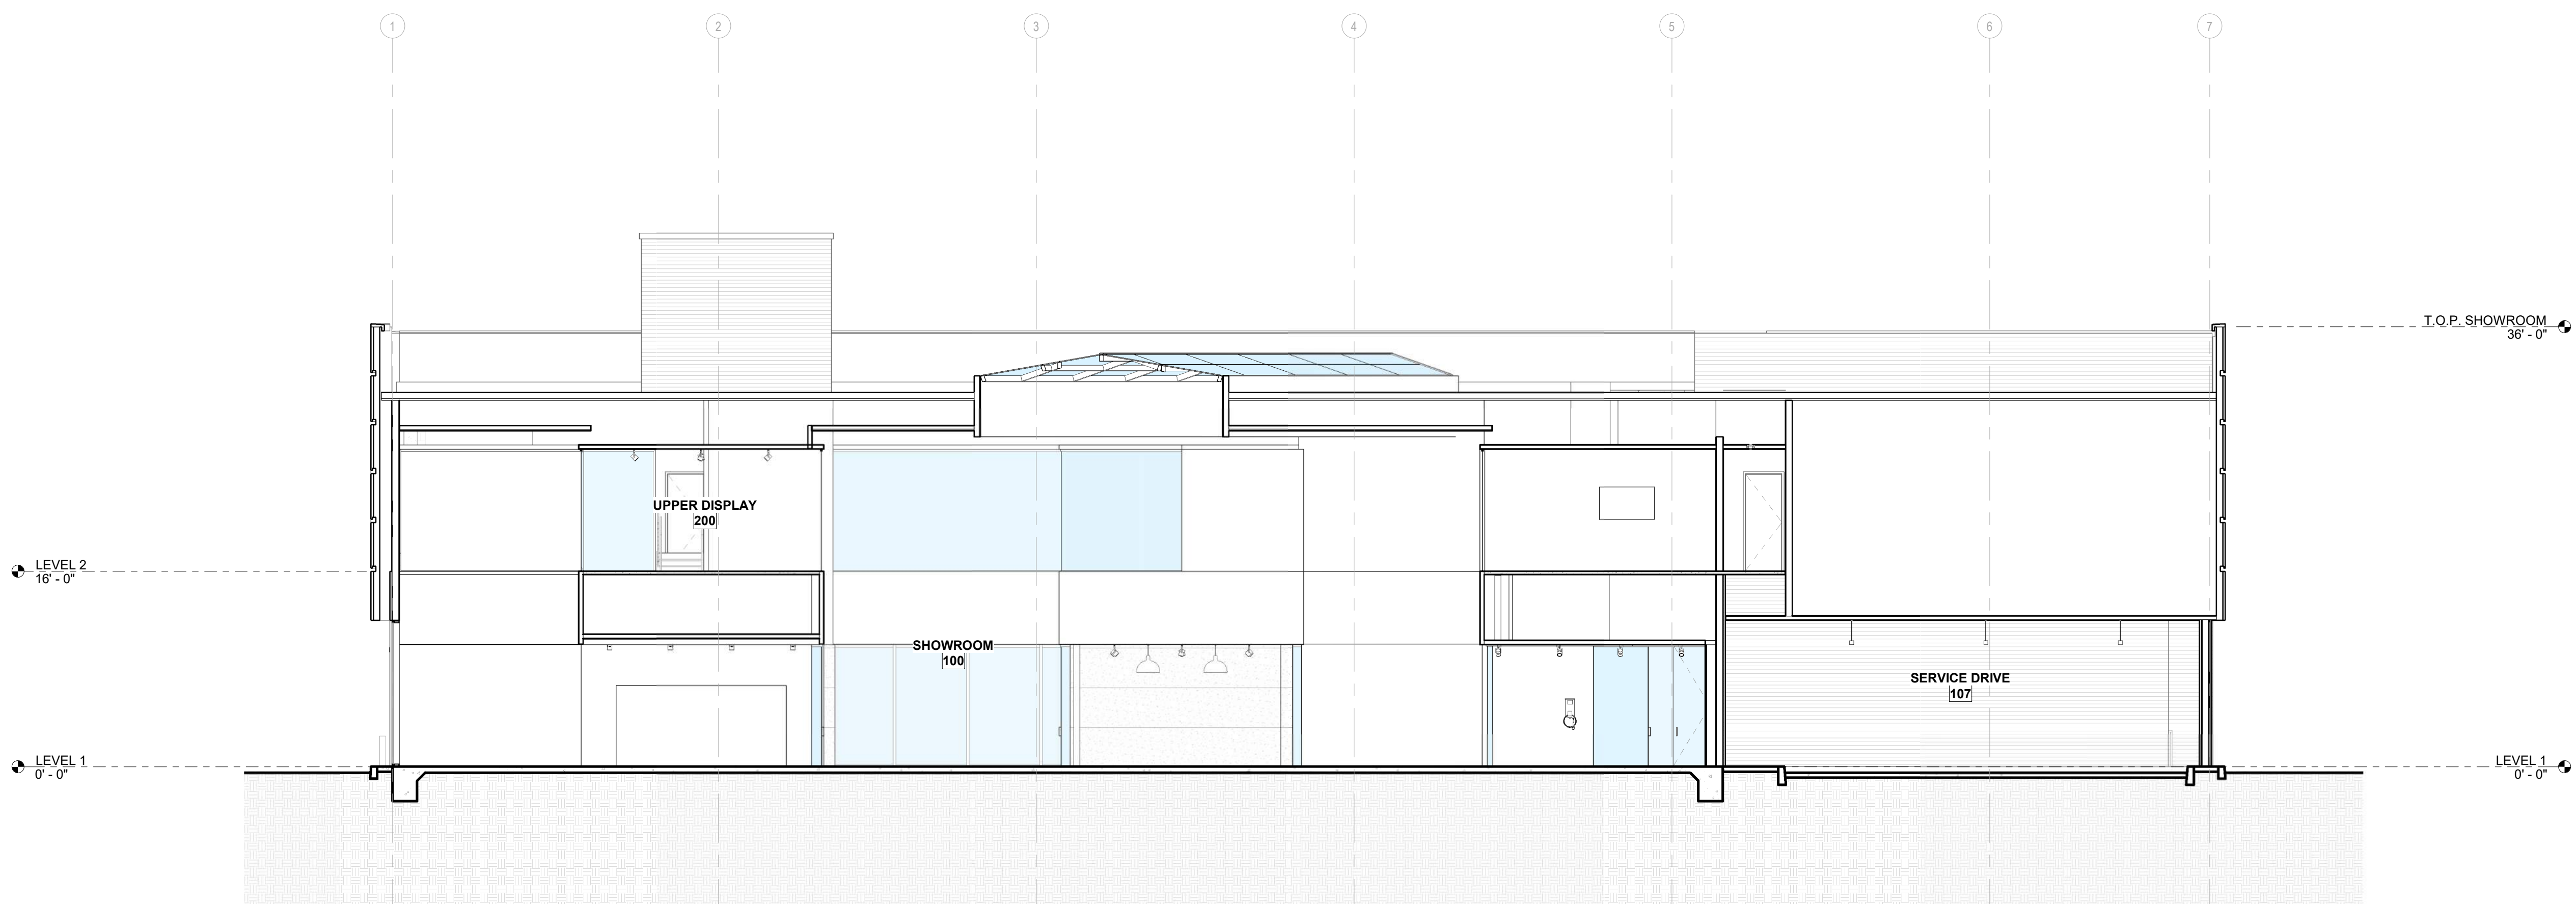 1
2
3
4
5
6
7
T.O.P. SHOWROOM
36' - 0"
UPPER DISPLAY
200
LEVEL 2
16' - 0"
SHOWROOM
100
SERVICE DRIVE
107
LEVEL 1
0' - 0"
LEVEL 1
0' - 0"